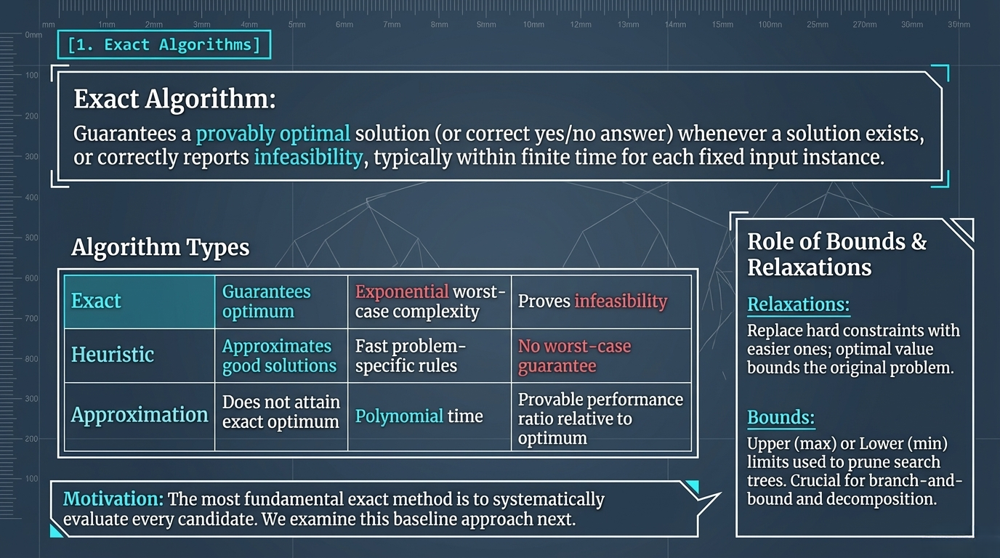 mm 1mm 2mm 3mm 4mm 5mm 6mm 7mm 8mm 9mm 10mm 12mm 13mm 14mm 15mm 100mm 25mm 270mm 30mm 30mm
0mm
[1. Exact Algorithms]
100
200
300
400
Exact Algorithm:
Guarantees a provably optimal solution (or correct yes/no answer) whenever a solution exists,
or correctly reports infeasibility, typically within finite time for each fixed input instance.
300
600
700
800
300
200
100
Algorithm Types
Exact
Guarantees
optimum
Exponential worst-
case complexity
Proves infeasibility
Heuristic
Approximates
good solutions
Fast problem-
specific rules
No worst-case
guarantee
Approximation
Does not attain
exact optimum
Polynomial time
Provable performance
ratio relative to
optimum
Role of Bounds &
Relaxations
Relaxations:
Replace hard constraints with
easier ones; optimal value
bounds the original problem.
Bounds:
Upper (max) or Lower (min)
limits used to prune search
trees. Crucial for branch-and-
bound and decomposition.
Motivation: The most fundamental exact method is to systematically
evaluate every candidate. We examine this baseline approach next.